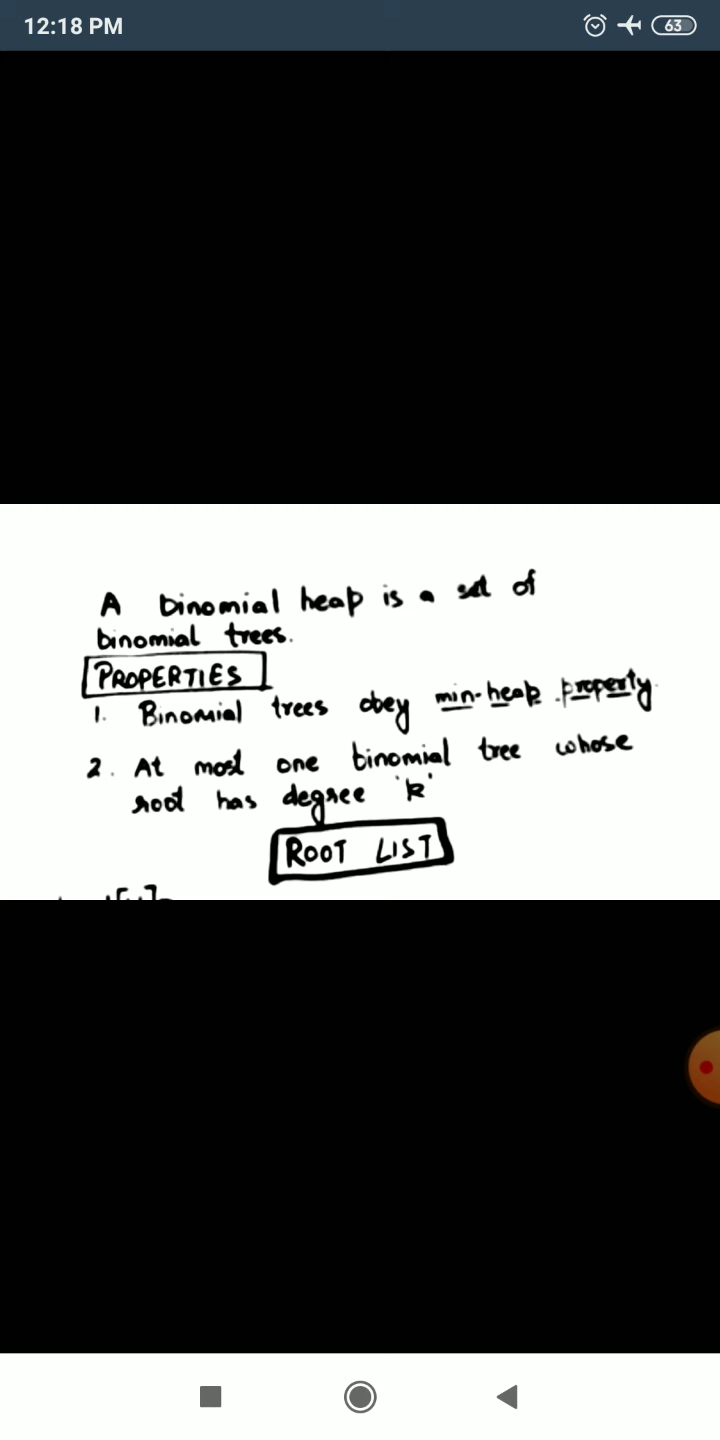 12:18 PM
63
A binomial heap is a set of
binomial trees.
PROPERTIES
1. Binomial trees obey min-heap property.
2. At most one binomial tree whose
root has degree 'k'
ROOT LIST